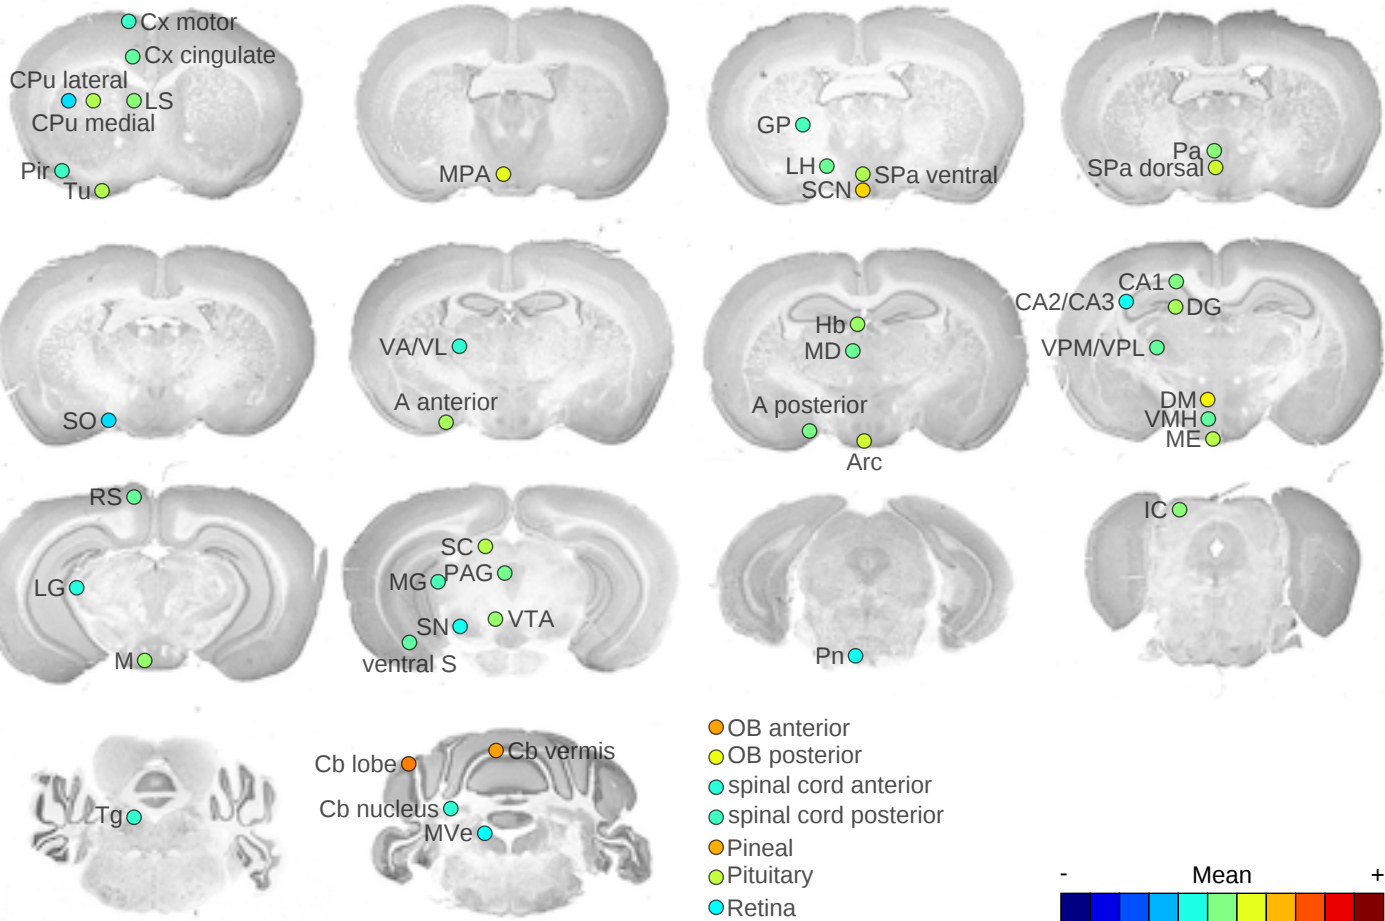 Cx motor
Cx cingulate
CPu lateral
LS
CPu medial
Pir
Tu
MPA
GP
LH
SPa ventral
SCN
Pa
SPa dorsal
SO
VA/VL
A anterior
Hb
MD
A posterior
Arc
CA1
CA2/CA3
DG
VPM/VPL
DM
VMH
ME
RS
LG
M
SC
MG
PAG
SN
VTA
ventral S
Pn
IC
Tg
Cb lobe
Cb vermis
Cb nucleus
MVe
OB anterior
OB posterior
spinal cord anterior
spinal cord posterior
Pineal
Pituitary
Retina
- Mean +